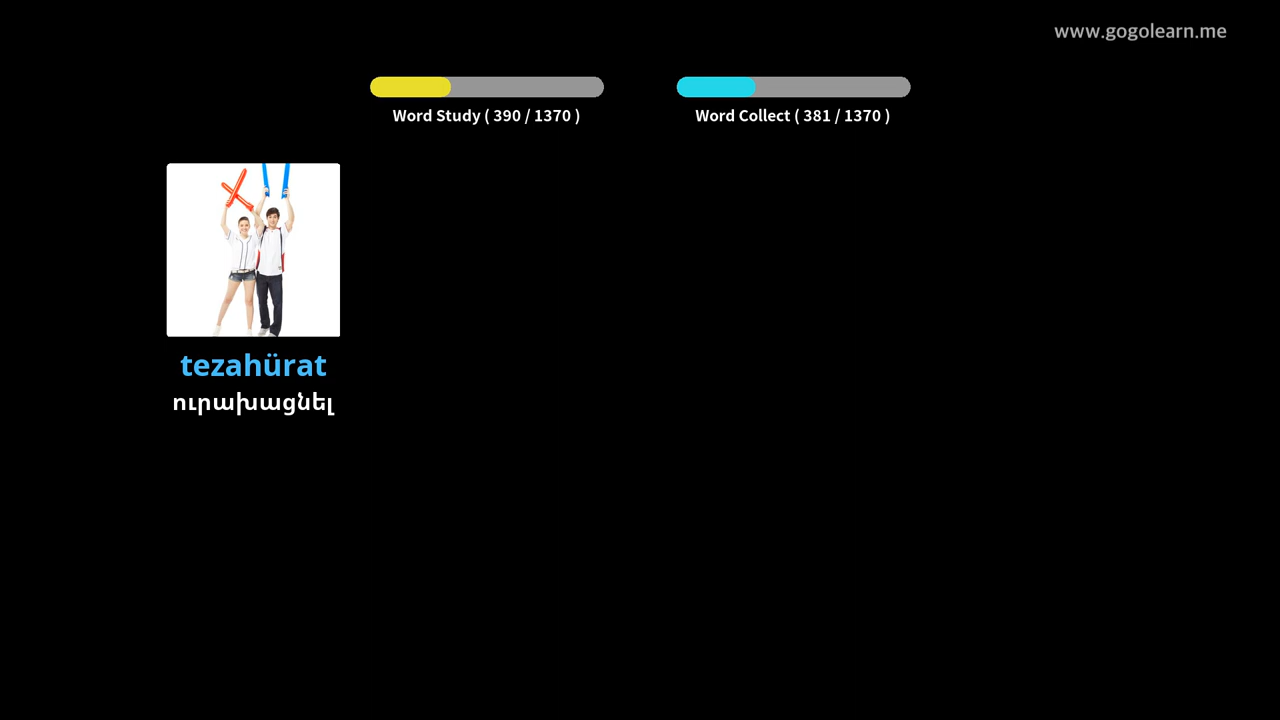 www.gogolearn.me
Word Study ( 390 / 1370 )
Word Collect ( 381 / 1370 )
tezahürat
ուրախացնել